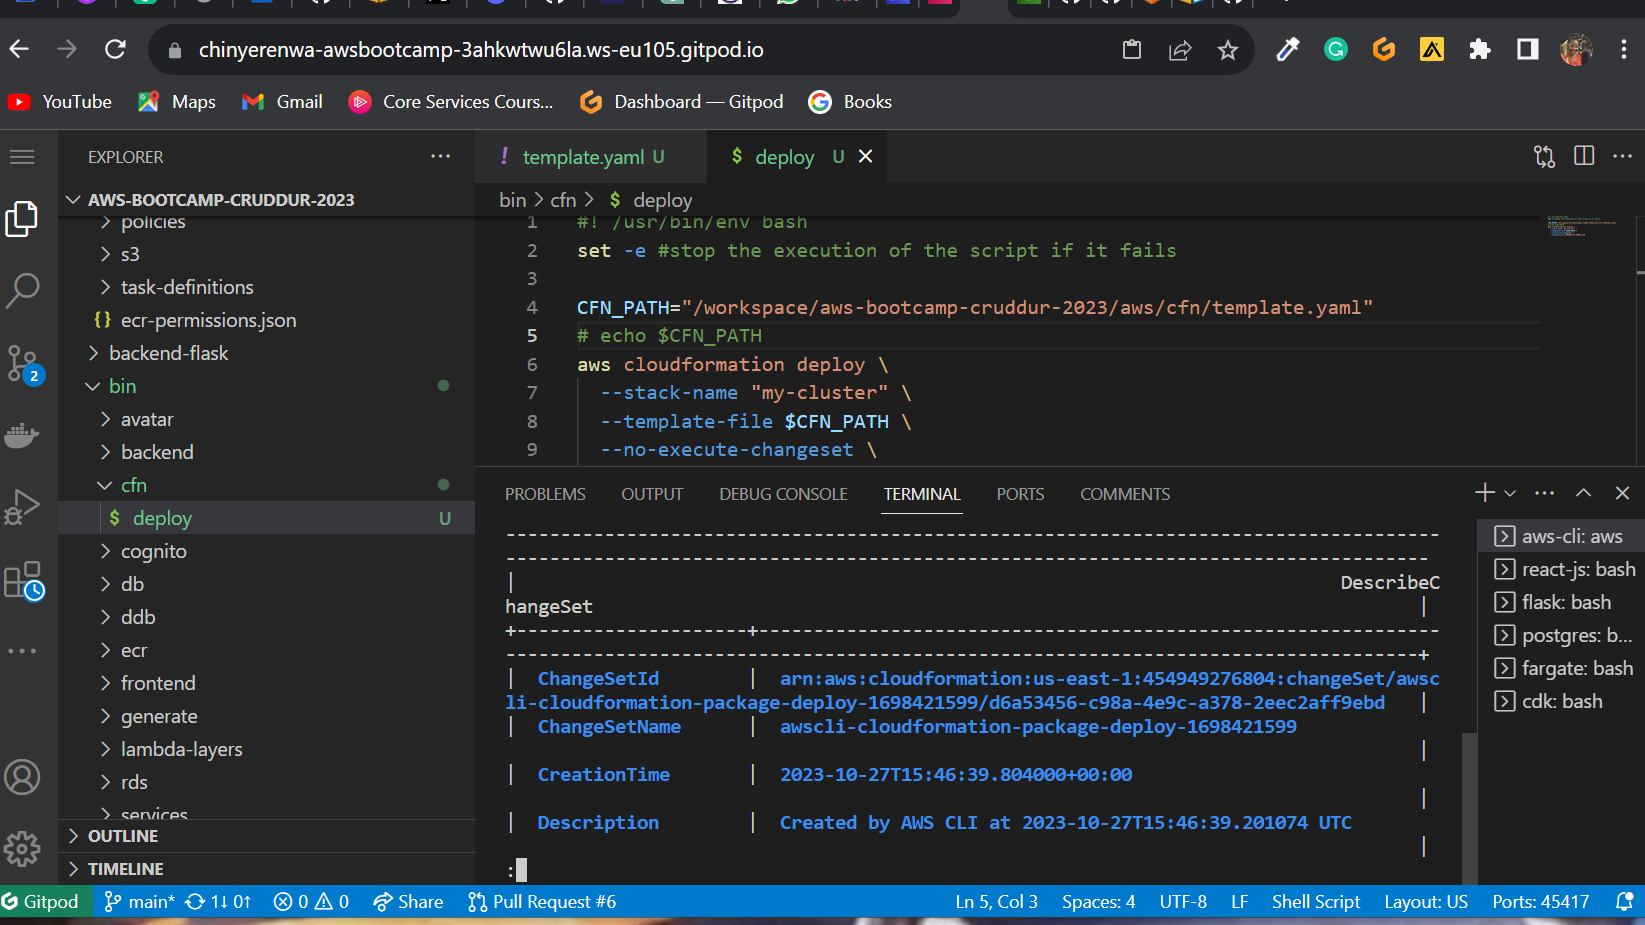 chinyerenwa-awsbootcamp-3ahkwtwu6la.ws-eu105.gitpod.io
YouTube Maps Gmail Core Services Cours... Dashboard — Gitpod Books
EXPLORER
AWS-BOOTCAMP-CRUDDUR-2023
policies
s3
task-definitions
{} ecr-permissions.json
backend-flask
bin
avatar
backend
cfn
$ deploy U
cognito
db
ddb
ecr
frontend
generate
lambda-layers
rds
services
OUTLINE
TIMELINE
! template.yaml U $ deploy U
bin > cfn > $ deploy
1 #! /usr/bin/env bash
2 set -e #stop the execution of the script if it fails
3
4 CFN_PATH="/workspace/aws-bootcamp-cruddur-2023/aws/cfn/template.yaml"
5 # echo $CFN_PATH
6 aws cloudformation deploy \
7 --stack-name "my-cluster" \
8 --template-file $CFN_PATH \
9 --no-execute-changeset \
PROBLEMS OUTPUT DEBUG CONSOLE TERMINAL PORTS COMMENTS
--------------------------------------------------------------------------------------
-------------------------------------------------------------------------------------
| DescribeC
hangeSet |
+----------------------+---------------------------------------------------------------
-------------------------------------------------------------------------------------+
| ChangeSetId | arn:aws:cloudformation:us-east-1:454949276804:changeSet/awsc
li-cloudformation-package-deploy-1698421599/d6a53456-c98a-4e9c-a378-2eec2aff9ebd |
| ChangeSetName | awscli-cloudformation-package-deploy-1698421599
|
| CreationTime | 2023-10-27T15:46:39.804000+00:00
|
| Description | Created by AWS CLI at 2023-10-27T15:46:39.201074 UTC
|
:
aws-cli: aws
react-js: bash
flask: bash
postgres: b...
fargate: bash
cdk: bash
2
Gitpod main* 1↓ 0↑ 0 0 Share Pull Request #6 Ln 5, Col 3 Spaces: 4 UTF-8 LF Shell Script Layout: US Ports: 45417